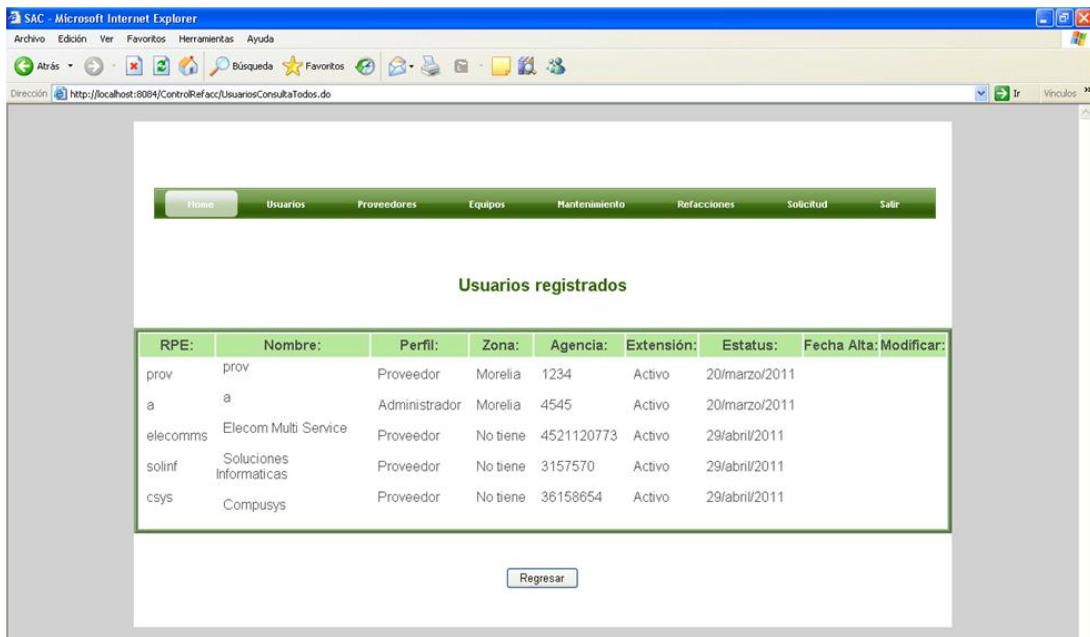 SAC - Microsoft Internet Explorer
Archivo Edición Ver Favoritos Herramientas Ayuda
Atrás Búsqueda Favoritos
Dirección http://localhost:8084/ControlRefacc/UsuariosConsultaTodos.do Ir Vínculos »
Home Usuarios Proveedores Equipos Mantenimiento Refacciones Solicitud Salir
Usuarios registrados
RPE: Nombre: Perfil: Zona: Agencia: Extensión: Estatus: Fecha Alta: Modificar:
prov prov Proveedor Morelia 1234 Activo 20/marzo/2011
a a Administrador Morelia 4545 Activo 20/marzo/2011
elecomms Elecom Multi Service Proveedor No tiene 4521120773 Activo 29/abril/2011
solinf Soluciones Informaticas Proveedor No tiene 3157570 Activo 29/abril/2011
csys Compusys Proveedor No tiene 36158654 Activo 29/abril/2011
Regresar